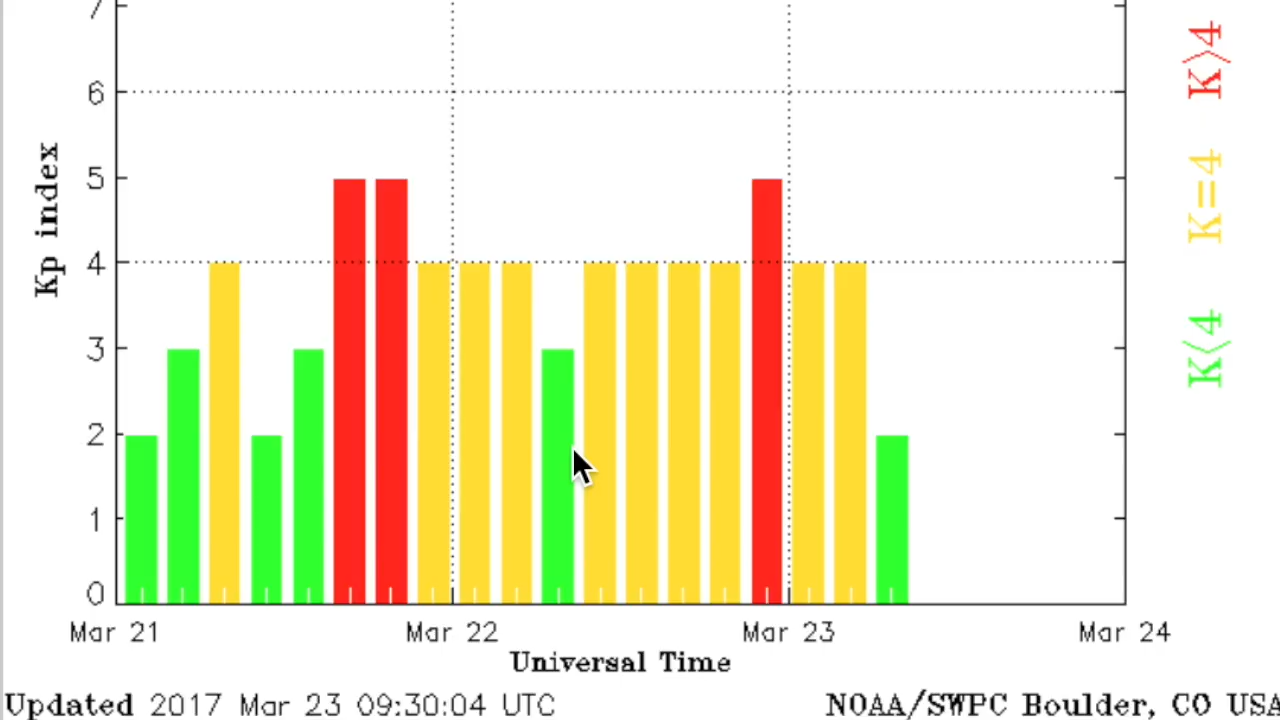 7
6
5
4
3
2
1
0
Kp index
K>4
K=4
K<4
Mar 21 Mar 22 Mar 23 Mar 24
Universal Time
Updated 2017 Mar 23 09:30:04 UTC
NOAA/SWPC Boulder, CO USA